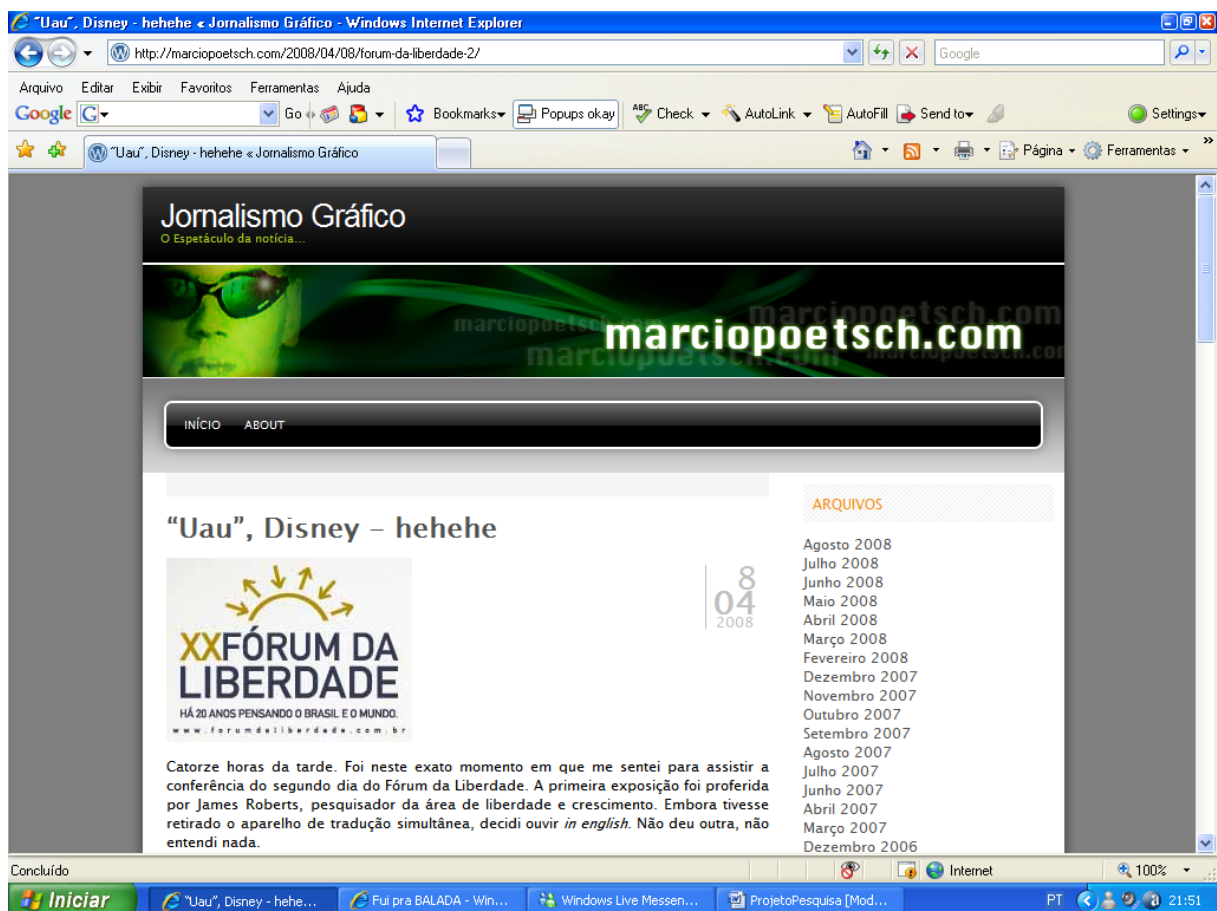 "Uau", Disney - hehehe « Jornalismo Gráfico - Windows Internet Explorer
http://marciopoetsch.com/2008/04/08/forum-da-liberdade-2/
Google
Arquivo Editar Exibir Favoritos Ferramentas Ajuda
Google G Go Bookmarks Popups okay ABC Check AutoLink AutoFill Send to Settings
"Uau", Disney - hehehe « Jornalismo Gráfico Página Ferramentas »
Jornalismo Gráfico
O Espetáculo da notícia...
marciopoetsch.com
INÍCIO ABOUT
"Uau", Disney – hehehe
8
04
2008
XXFÓRUM DA
LIBERDADE
HÁ 20 ANOS PENSANDO O BRASIL E O MUNDO.
www.forumdaliberdade.com.br
Catorze horas da tarde. Foi neste exato momento em que me sentei para assistir a
conferência do segundo dia do Fórum da Liberdade. A primeira exposição foi proferida
por James Roberts, pesquisador da área de liberdade e crescimento. Embora tivesse
retirado o aparelho de tradução simultânea, decidi ouvir in english. Não deu outra, não
entendi nada.
ARQUIVOS
Agosto 2008
Julho 2008
Junho 2008
Maio 2008
Abril 2008
Março 2008
Fevereiro 2008
Dezembro 2007
Novembro 2007
Outubro 2007
Setembro 2007
Agosto 2007
Julho 2007
Junho 2007
Abril 2007
Março 2007
Dezembro 2006
Concluído Internet 100%
Iniciar "Uau", Disney - hehe... Fui pra BALADA - Win... Windows Live Messen... ProjetoPesquisa [Mod... PT 21:51